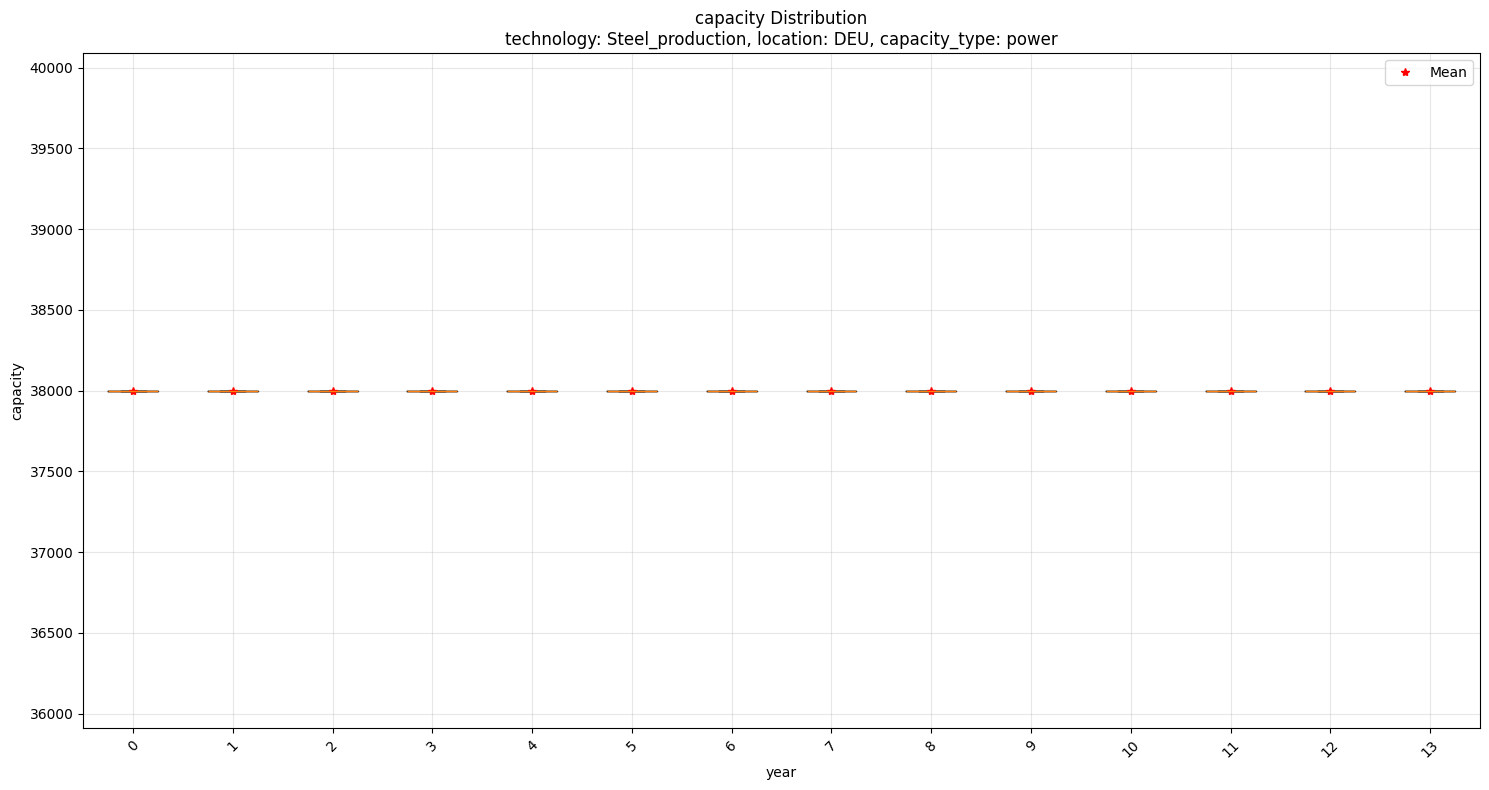 capacity Distribution
technology: Steel_production, location: DEU, capacity_type: power
Mean
40000
39500
39000
38500
38000
37500
37000
36500
36000
capacity
0 1 2 3 4 5 6 7 8 9 10 11 12 13
year